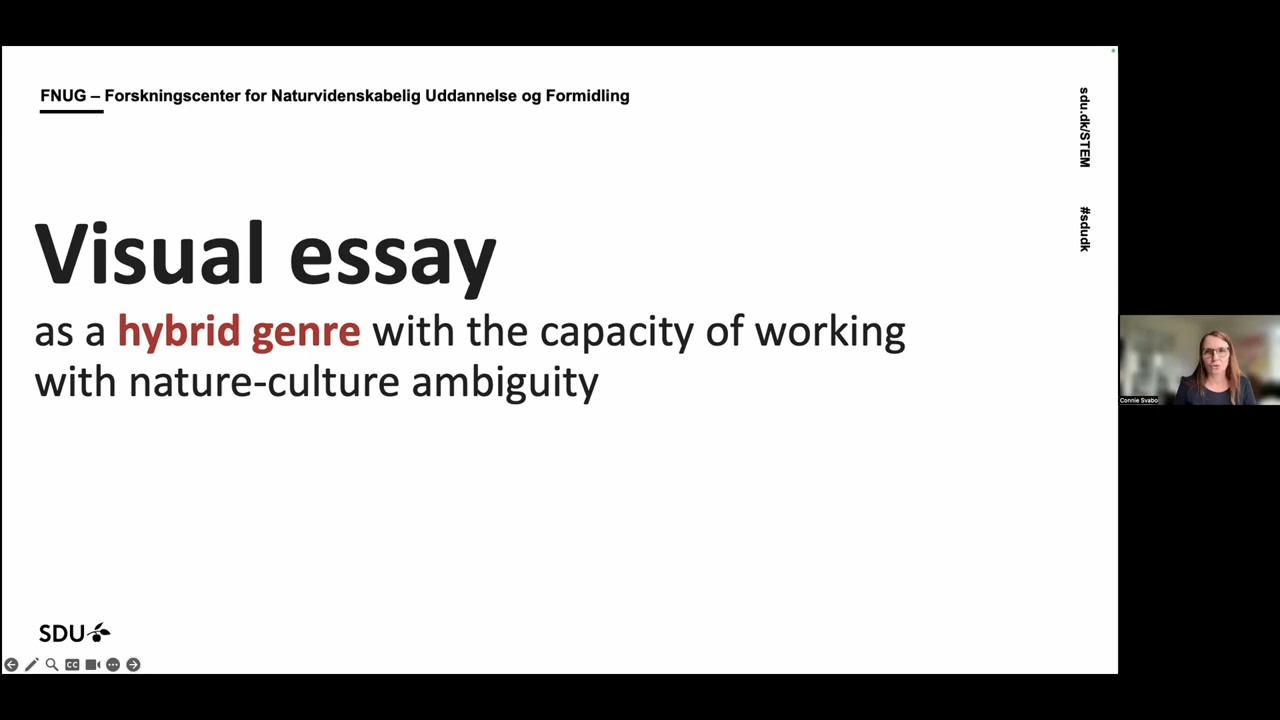 FNUG – Forskningscenter for Naturvidenskabelig Uddannelse og Formidling
sdu.dk/STEM
#sdudk
Visual essay
as a hybrid genre with the capacity of working
with nature-culture ambiguity
Connie Svabo
SDU
CC